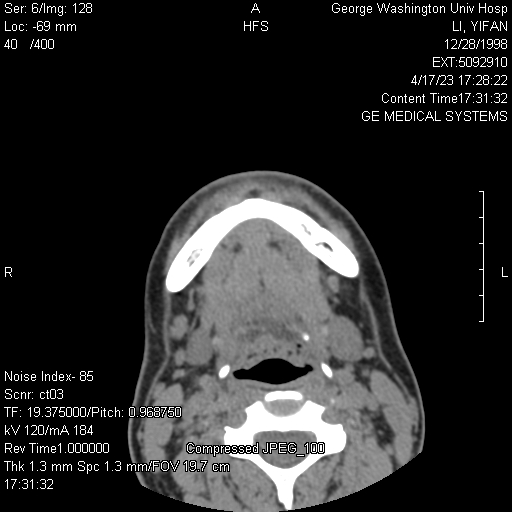 Ser: 6/Img: 128
Loc: -69 mm
40 /400
A
HFS
George Washington Univ Hosp
LI, YIFAN
12/28/1998
EXT:5092910
4/17/23 17:28:22
Content Time17:31:32
GE MEDICAL SYSTEMS
R
L
Noise Index- 85
Scnr: ct03
TF: 19.375000/Pitch: 0.968750
kV 120/mA 184
Rev Time1.000000
Compressed JPEG_100
Thk 1.3 mm Spc 1.3 mm/FOV 19.7 cm
17:31:32